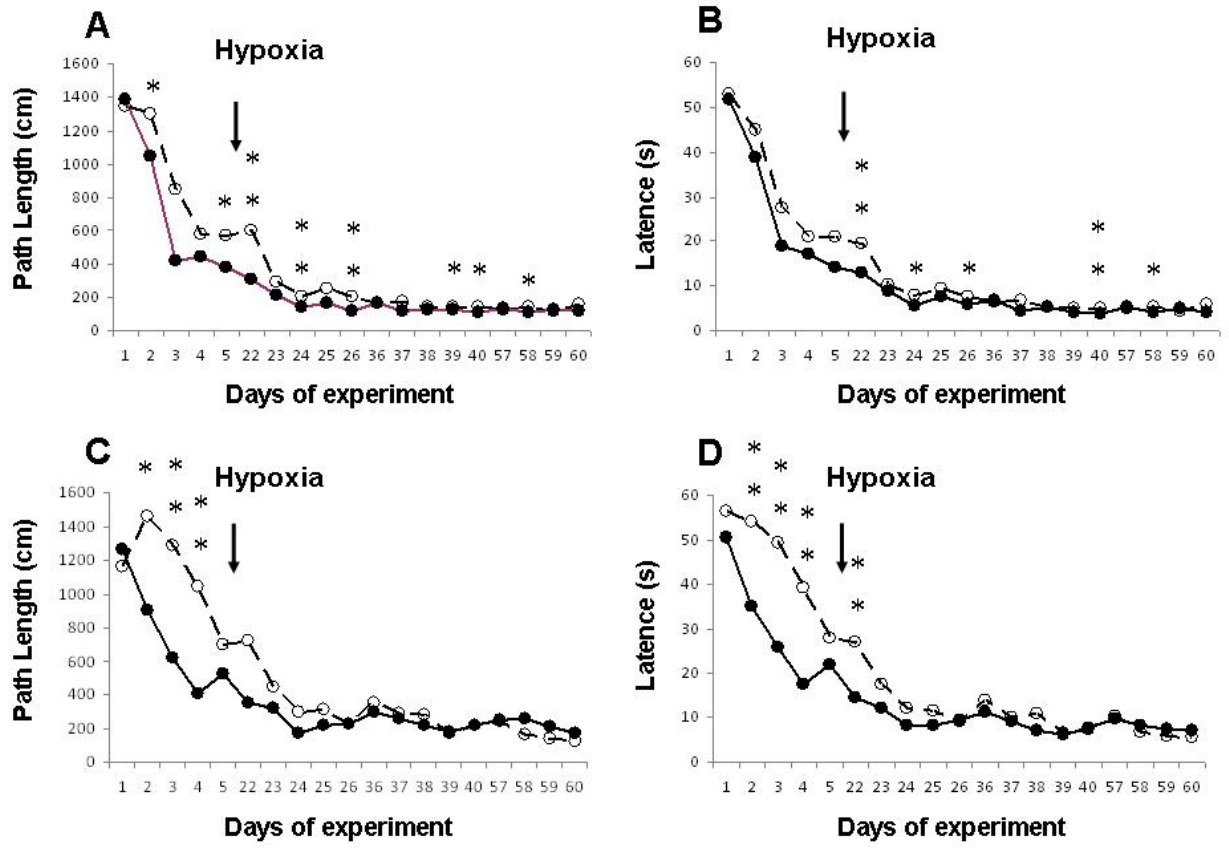 A
Hypoxia
Path Length (cm)
1600
1400
1200
1000
800
600
400
200
0
* * * * * * * * * * * *
1 2 3 4 5 22 23 24 25 26 36 37 38 39 40 57 58 59 60
Days of experiment
B
Hypoxia
Latence (s)
60
50
40
30
20
10
0
* * * * * * *
1 2 3 4 5 22 23 24 25 26 36 37 38 39 40 57 58 59 60
Days of experiment
C
Hypoxia
Path Length (cm)
1600
1400
1200
1000
800
600
400
200
0
* * * * *
1 2 3 4 5 22 23 24 25 26 36 37 38 39 40 57 58 59 60
Days of experiment
D
Hypoxia
Latence (s)
60
50
40
30
20
10
0
* * * * * * * *
1 2 3 4 5 22 23 24 25 26 36 37 38 39 40 57 58 59 60
Days of experiment